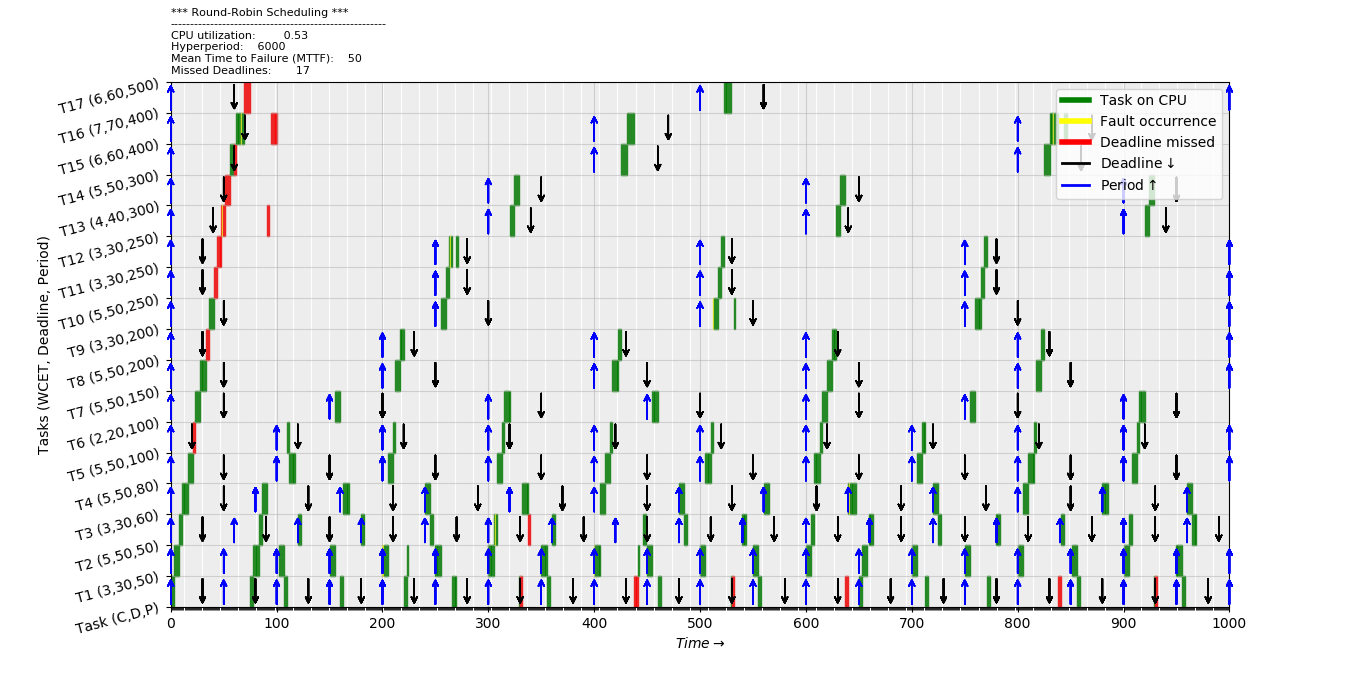 *** Round-Robin Scheduling ***
------------------------------------------------------
CPU utilization: 0.53
Hyperperiod: 6000
Mean Time to Failure (MTTF): 50
Missed Deadlines: 17
T17 (6,60,500)
T16 (7,70,400)
T15 (6,60,400)
T14 (5,50,300)
T13 (4,40,300)
T12 (3,30,250)
T11 (3,30,250)
T10 (5,50,250)
T9 (3,30,200)
T8 (5,50,200)
T7 (5,50,150)
T6 (2,20,100)
T5 (5,50,100)
T4 (5,50,80)
T3 (3,30,60)
T2 (5,50,50)
T1 (3,30,50)
Task (C,D,P)
Tasks (WCET, Deadline, Period)
Task on CPU
Fault occurrence
Deadline missed
Deadline ↓
Period ↑
0 100 200 300 400 500 600 700 800 900 1000
Time →